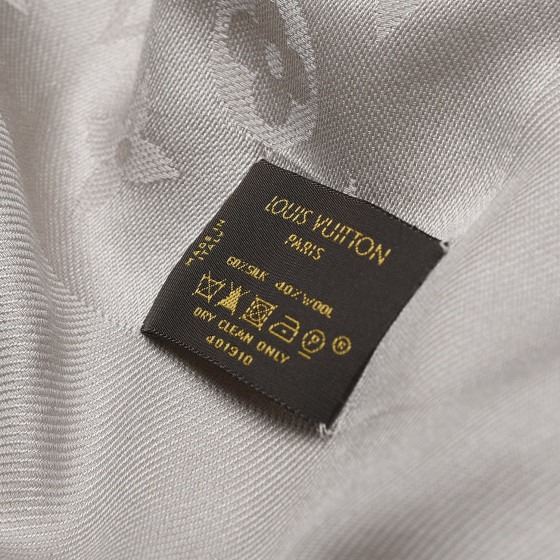 LOUIS VUITTON
PARIS
MADE IN
ITALY
60%SILK 40%WOOL
P ®
DRY CLEAN ONLY
401910